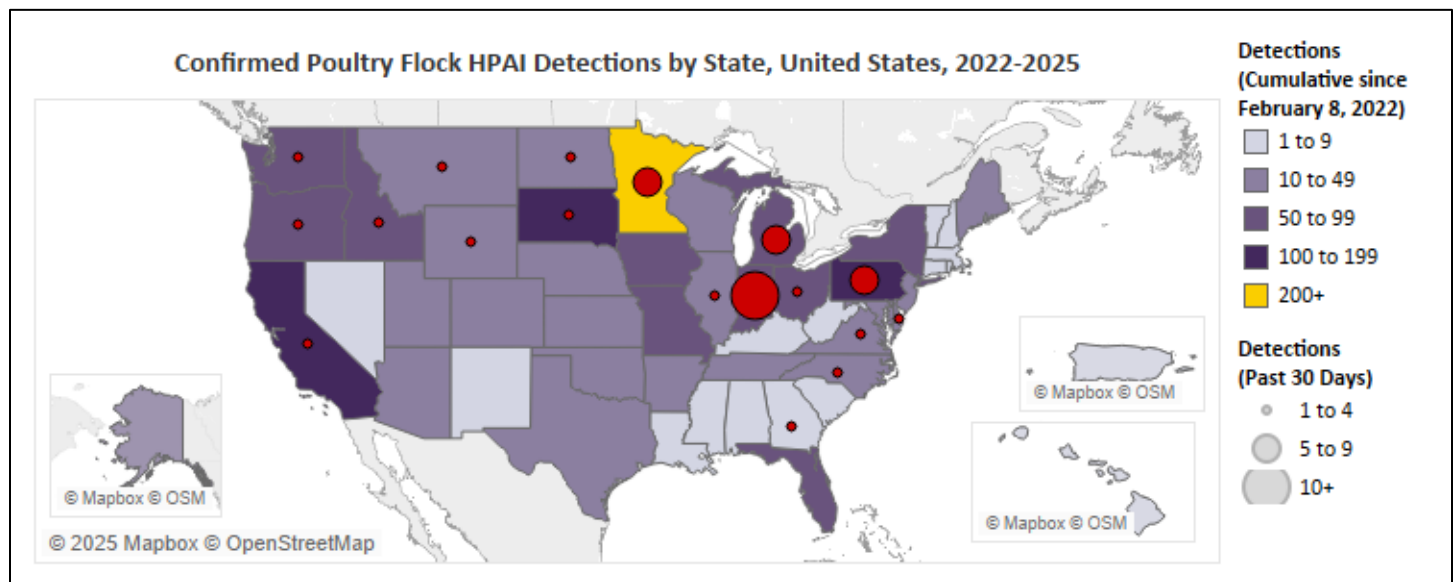 Confirmed Poultry Flock HPAI Detections by State, United States, 2022-2025
Detections
(Cumulative since
February 8, 2022)
1 to 9
10 to 49
50 to 99
100 to 199
200+
Detections
(Past 30 Days)
1 to 4
5 to 9
10+
© Mapbox © OSM
© Mapbox © OSM
© Mapbox © OSM
© 2025 Mapbox © OpenStreetMap